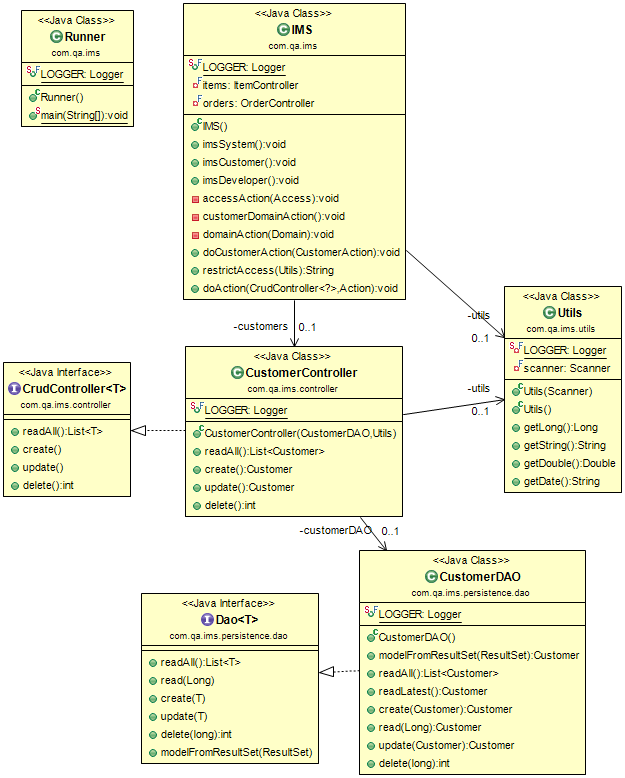 <<Java Class>>
Runner
com.qa.ims
LOGGER: Logger
Runner()
main(String[]):void
<<Java Class>>
IMS
com.qa.ims
LOGGER: Logger
items: ItemController
orders: OrderController
IMS()
imsSystem():void
imsCustomer():void
imsDeveloper():void
accessAction(Access):void
customerDomainAction():void
domainAction(Domain):void
doCustomerAction(CustomerAction):void
restrictAccess(Utils):String
doAction(CrudController<?>,Action):void
-utils
0..1
-customers 0..1
<<Java Class>>
Utils
com.qa.ims.utils
LOGGER: Logger
scanner: Scanner
Utils(Scanner)
Utils()
getLong():Long
getString():String
getDouble():Double
getDate():String
<<Java Interface>>
CrudController<T>
com.qa.ims.controller
readAll():List<T>
create()
update()
delete():int
<<Java Class>>
CustomerController
com.qa.ims.controller
LOGGER: Logger
CustomerController(CustomerDAO,Utils)
readAll():List<Customer>
create():Customer
update():Customer
delete():int
-utils
0..1
-customerDAO 0..1
<<Java Interface>>
Dao<T>
com.qa.ims.persistence.dao
readAll():List<T>
read(Long)
create(T)
update(T)
delete(long):int
modelFromResultSet(ResultSet)
<<Java Class>>
CustomerDAO
com.qa.ims.persistence.dao
LOGGER: Logger
CustomerDAO()
modelFromResultSet(ResultSet):Customer
readAll():List<Customer>
readLatest():Customer
create(Customer):Customer
read(Long):Customer
update(Customer):Customer
delete(long):int